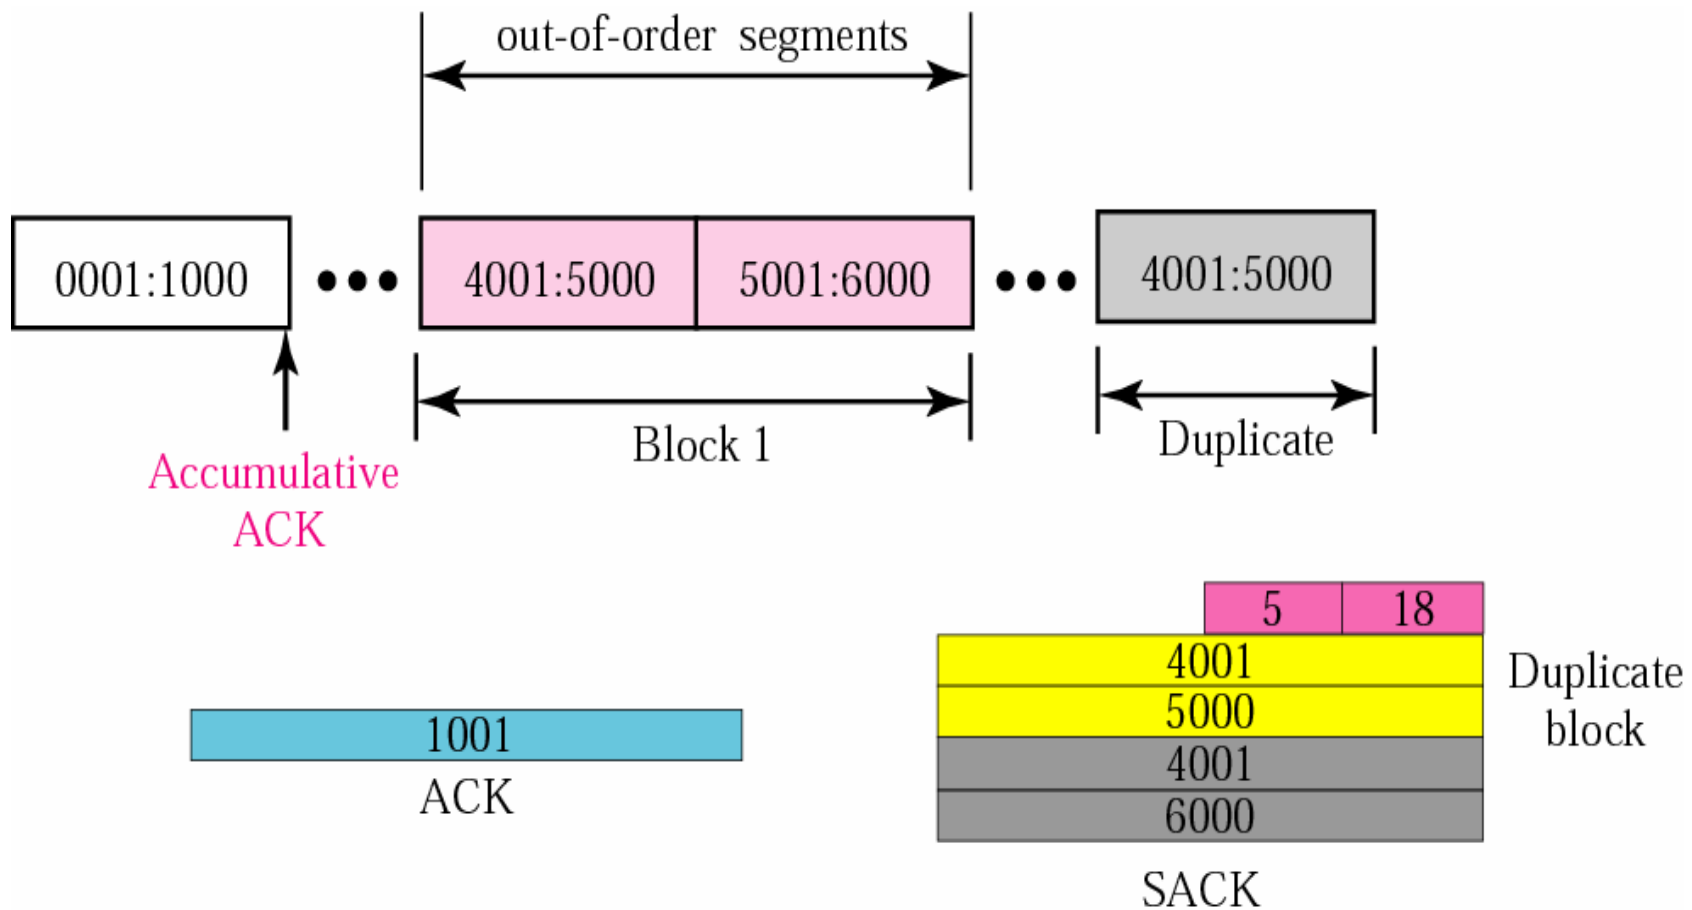 out-of-order segments
0001:1000
4001:5000
5001:6000
4001:5000
Block 1
Duplicate
Accumulative
ACK
5
18
4001
5000
4001
6000
Duplicate
block
1001
ACK
SACK